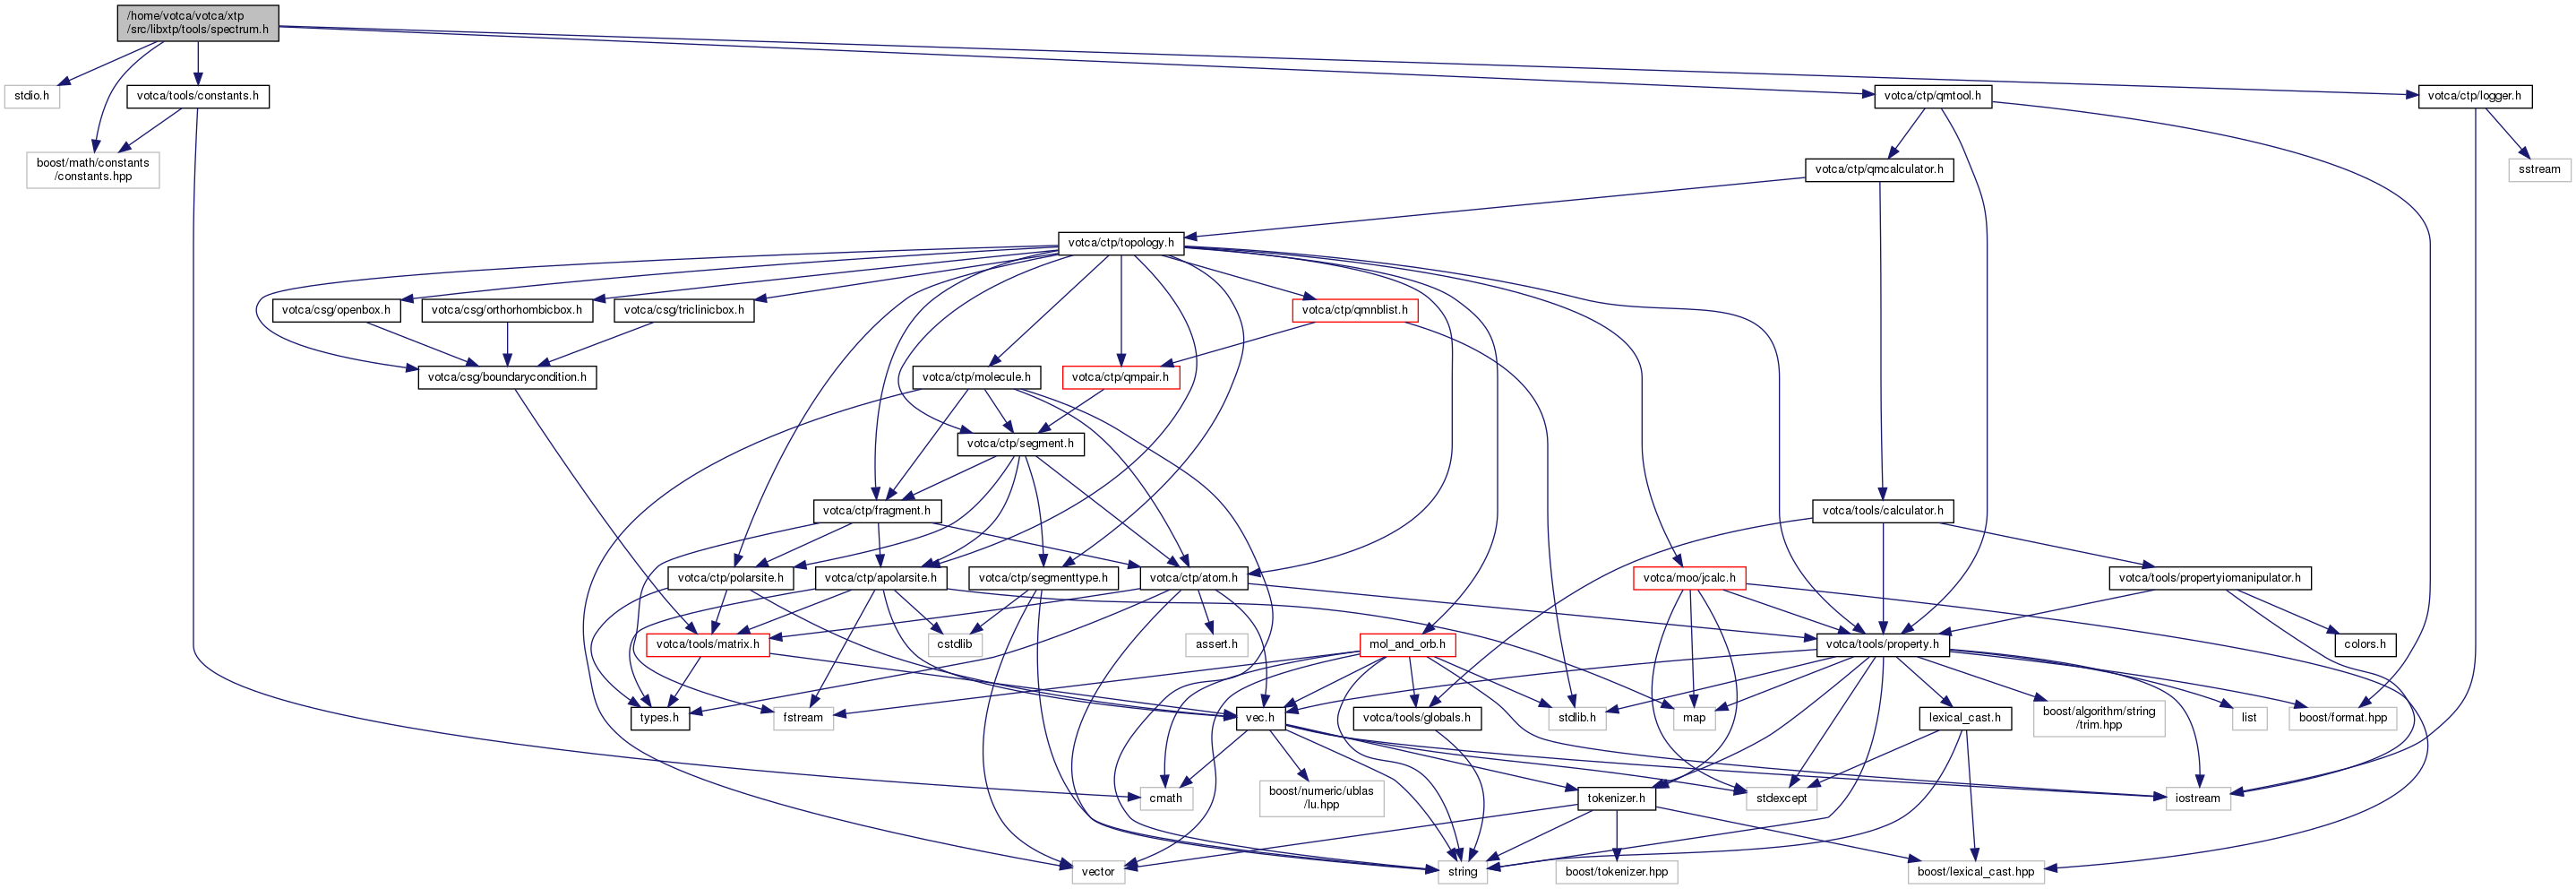 /home/votca/votca/xtp
/src/libxtp/tools/spectrum.h
stdio.h
votca/tools/constants.h
votca/ctp/qmtool.h
votca/ctp/logger.h
boost/math/constants
/constants.hpp
votca/ctp/qmcalculator.h
sstream
votca/ctp/topology.h
votca/csg/openbox.h
votca/csg/orthorhombicbox.h
votca/csg/triclinicbox.h
votca/ctp/qmnblist.h
votca/csg/boundarycondition.h
votca/ctp/molecule.h
votca/ctp/qmpair.h
votca/ctp/segment.h
votca/ctp/fragment.h
votca/tools/calculator.h
votca/ctp/polarsite.h
votca/ctp/apolarsite.h
votca/ctp/segmenttype.h
votca/ctp/atom.h
votca/moo/jcalc.h
votca/tools/propertyiomanipulator.h
votca/tools/matrix.h
cstdlib
assert.h
mol_and_orb.h
votca/tools/property.h
colors.h
types.h
fstream
vec.h
votca/tools/globals.h
stdlib.h
map
lexical_cast.h
boost/algorithm/string
/trim.hpp
list
boost/format.hpp
cmath
boost/numeric/ublas
/lu.hpp
tokenizer.h
stdexcept
iostream
vector
string
boost/tokenizer.hpp
boost/lexical_cast.hpp